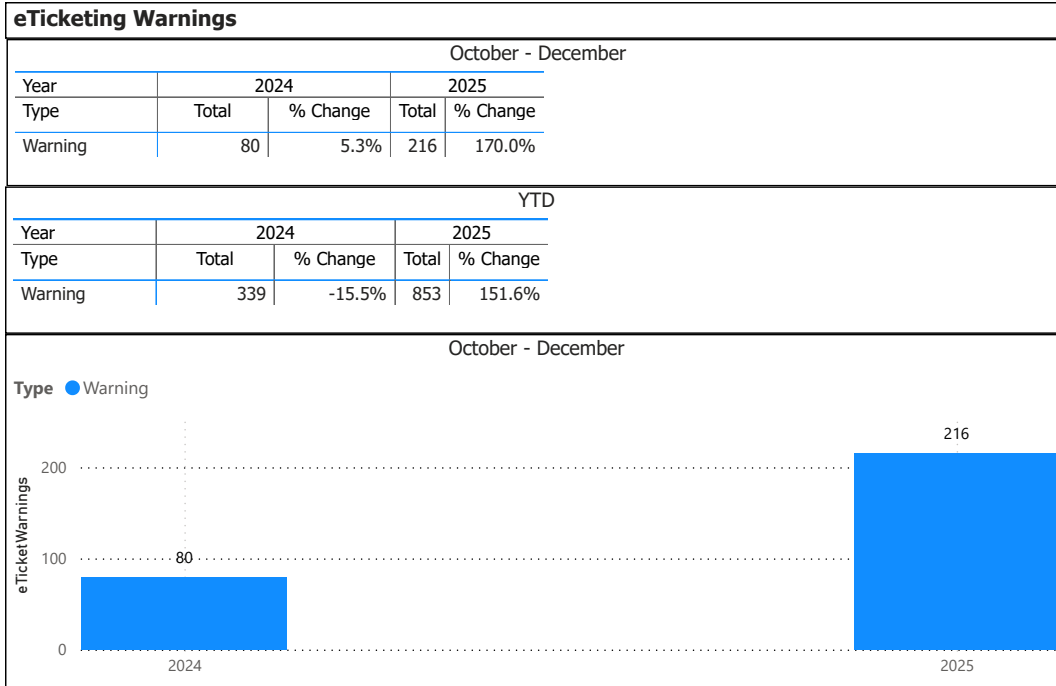 eTicketing Warnings
October - December
Year 2024 2025
Type Total % Change Total % Change
Warning 80 5.3% 216 170.0%
YTD
Year 2024 2025
Type Total % Change Total % Change
Warning 339 -15.5% 853 151.6%
October - December
Type Warning
eTicketWarnings
216
200
100
80
0
2024 2025